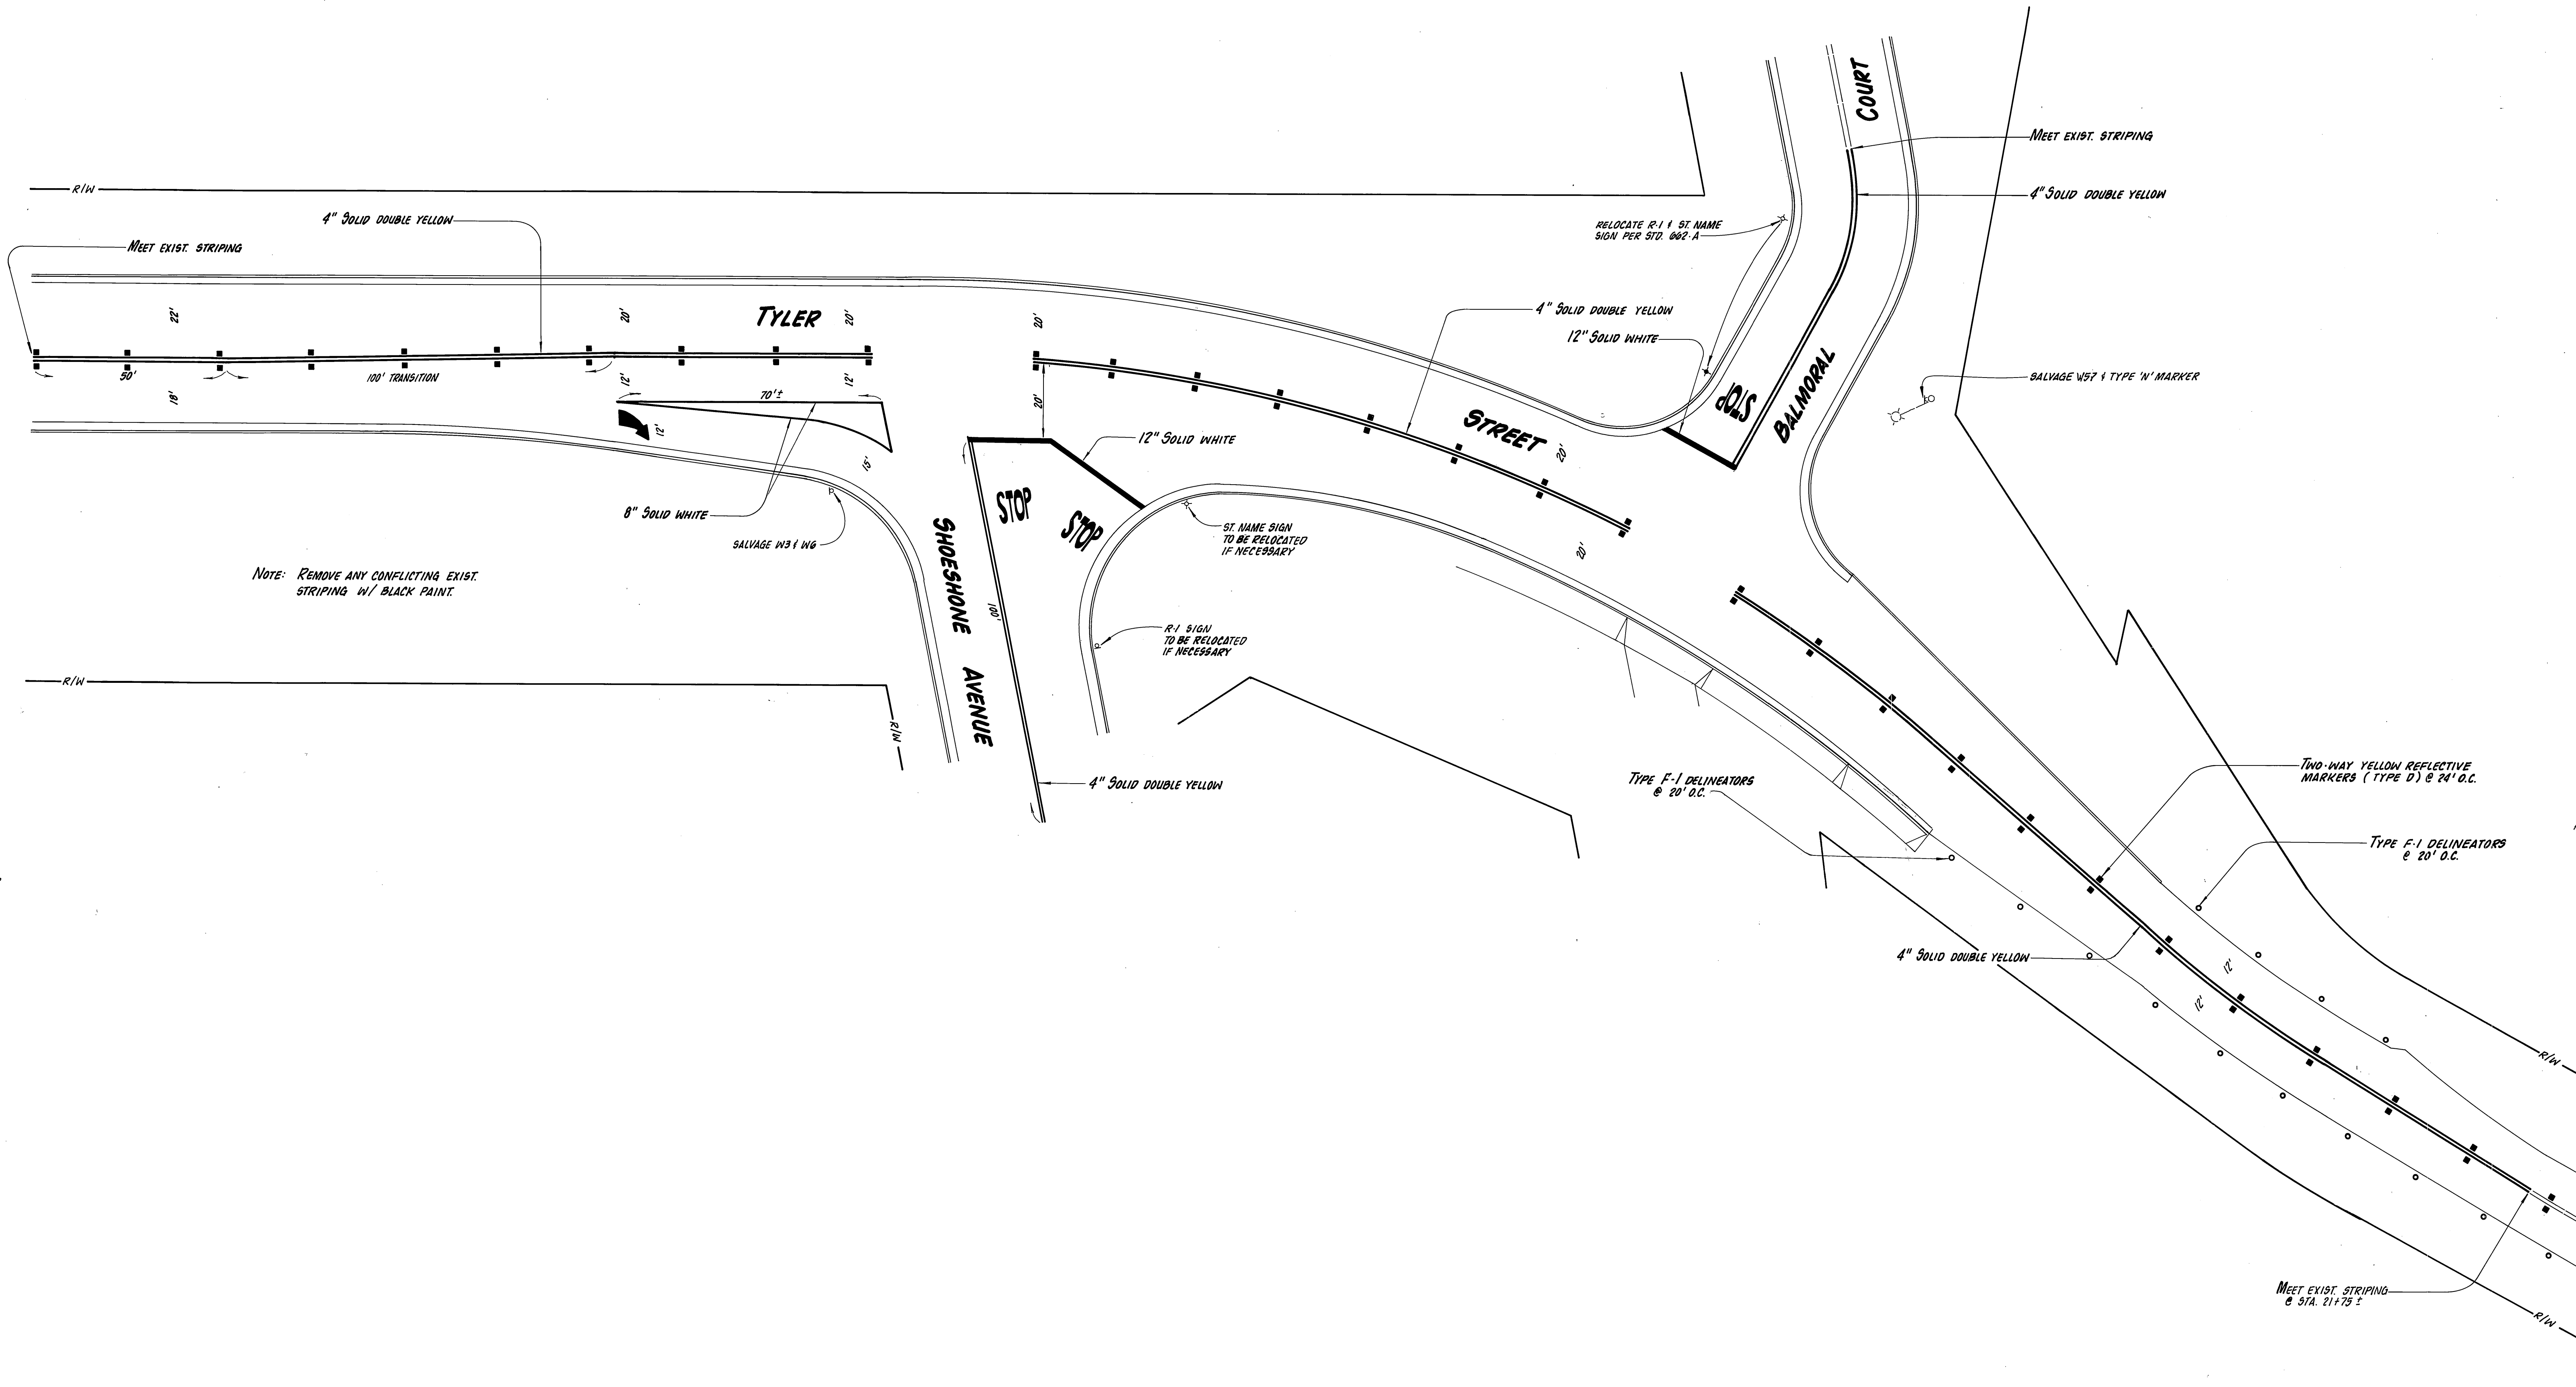 COURT
MEET EXIST. STRIPING
4" SOLID DOUBLE YELLOW
R/W
4" SOLID DOUBLE YELLOW
RELOCATE R-1 & ST. NAME
SIGN PER STD. 662-A
MEET EXIST. STRIPING
22'
20'
TYLER
20'
20'
4" SOLID DOUBLE YELLOW
12" SOLID WHITE
50'
100' TRANSITION
12'
12'
18'
70'±
20'
12'
15'
STOP
BALMORAL
SALVAGE W57 & TYPE 'N' MARKER
STREET
20'
20'
12" SOLID WHITE
8" SOLID WHITE
SALVAGE W3 & W6
STOP
STOP
SHOESHONE AVENUE
100'
ST. NAME SIGN
TO BE RELOCATED
IF NECESSARY
NOTE: REMOVE ANY CONFLICTING EXIST.
STRIPING W/ BLACK PAINT.
R-1 SIGN
TO BE RELOCATED
IF NECESSARY
R/W
R/W
4" SOLID DOUBLE YELLOW
TYPE F-1 DELINEATORS
@ 20' O.C.
TWO-WAY YELLOW REFLECTIVE
MARKERS (TYPE D) @ 24' O.C.
TYPE F-1 DELINEATORS
@ 20' O.C.
4" SOLID DOUBLE YELLOW
12'
12'
R/W
MEET EXIST. STRIPING
@ STA. 21+75 ±
R/W